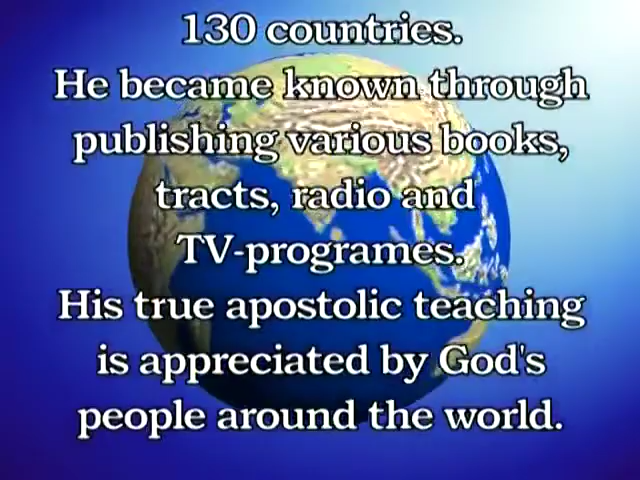 130 countries.
He became known through
publishing various books,
tracts, radio and
TV-programes.
His true apostolic teaching
is appreciated by God's
people around the world.